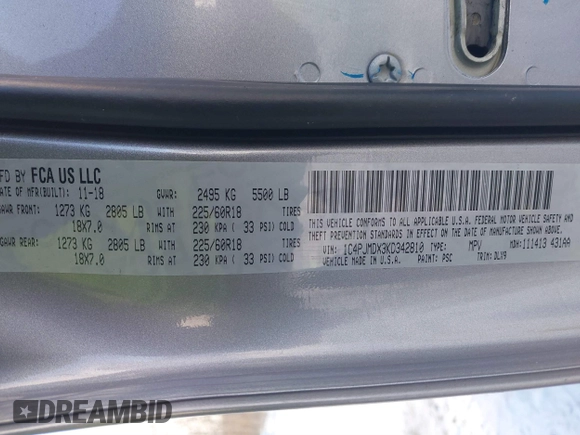 FD BY FCA US LLC
DATE OF MFR(BUILT): 11-18 GVWR: 2495 KG 5500 LB
GAWR FRONT: 1273 KG 2805 LB WITH 225/60R18 TIRES
18X7.0 RIMS AT 230 KPA ( 33 PSI) COLD
GAWR REAR: 1273 KG 2805 LB WITH 225/60R18 TIRES
18X7.0 RIMS AT 230 KPA ( 33 PSI) COLD
THIS VEHICLE CONFORMS TO ALL APPLICABLE U.S.A. FEDERAL MOTOR VEHICLE SAFETY,
BUMPER, AND THEFT PREVENTION STANDARDS IN EFFECT ON THE DATE OF MANUFACTURE SHOWN ABOVE.
VIN: 1C4PJMDX3KD342810 TYPE: MPV MDH: 111413 431AA
VEHICLE MADE IN U.S.A. PAINT: PSC TRIM: DLX9
DREAMBID